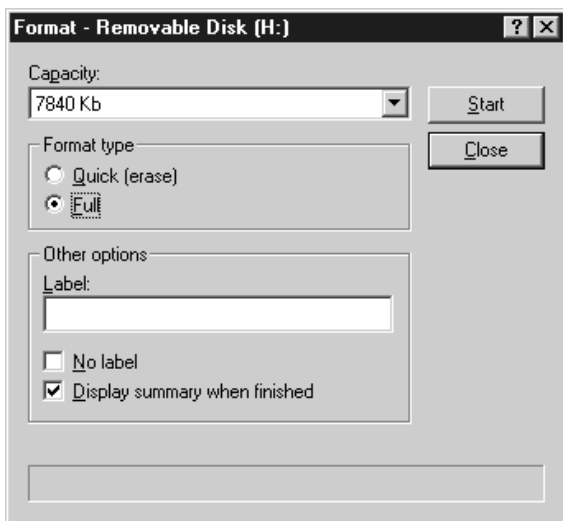 Format - Removable Disk (H:)
Capacity:
7840 Kb
Start
Close
Format type
Quick (erase)
Full
Other options
Label:
No label
Display summary when finished